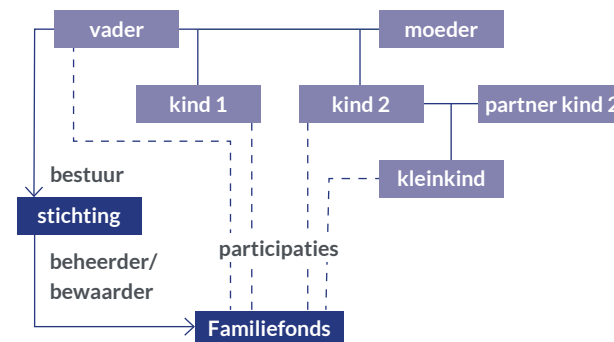 vader
moeder
kind 1
kind 2
partner kind 2
bestuur
kleinkind
stichting
participaties
beheerder/
bewaarder
Familiefonds